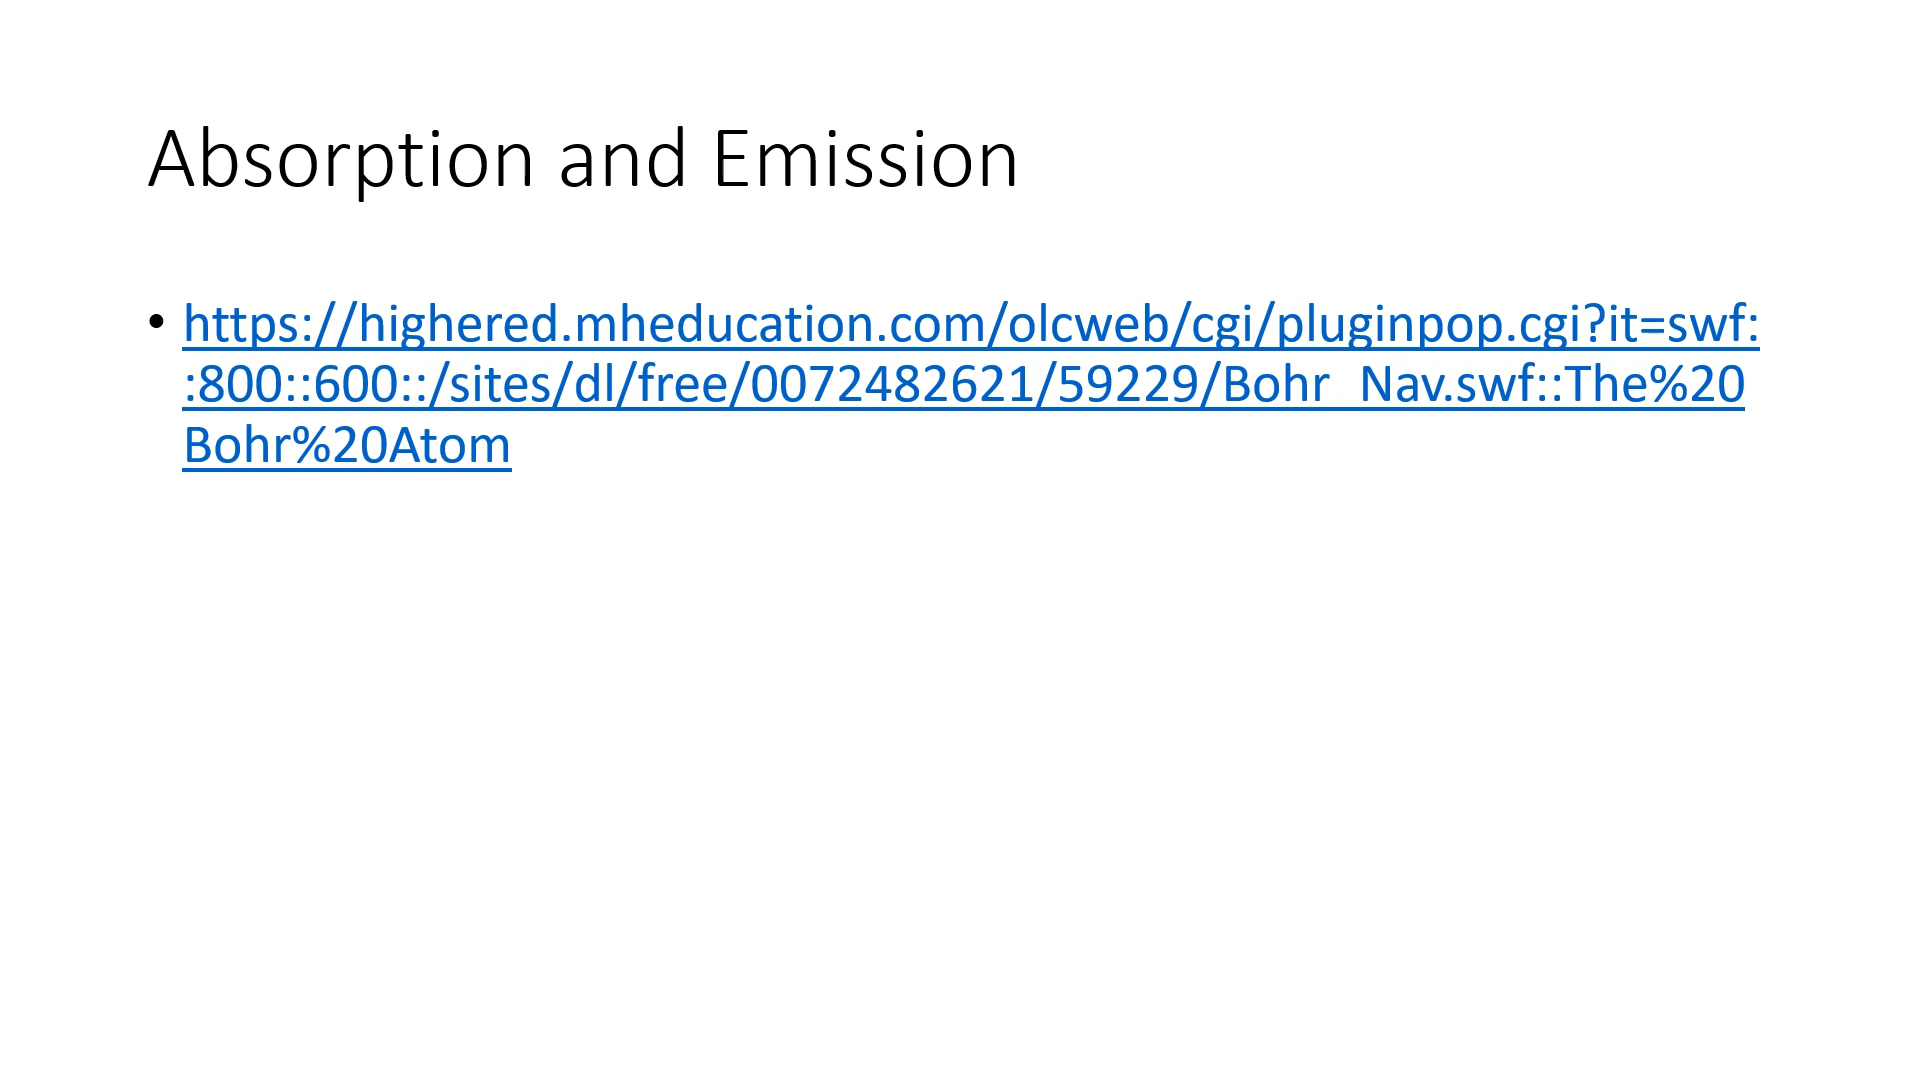 Absorption and Emission
• https://highered.mheducation.com/olcweb/cgi/pluginpop.cgi?it=swf:
:800::600::/sites/dl/free/0072482621/59229/Bohr_Nav.swf::The%20
Bohr%20Atom